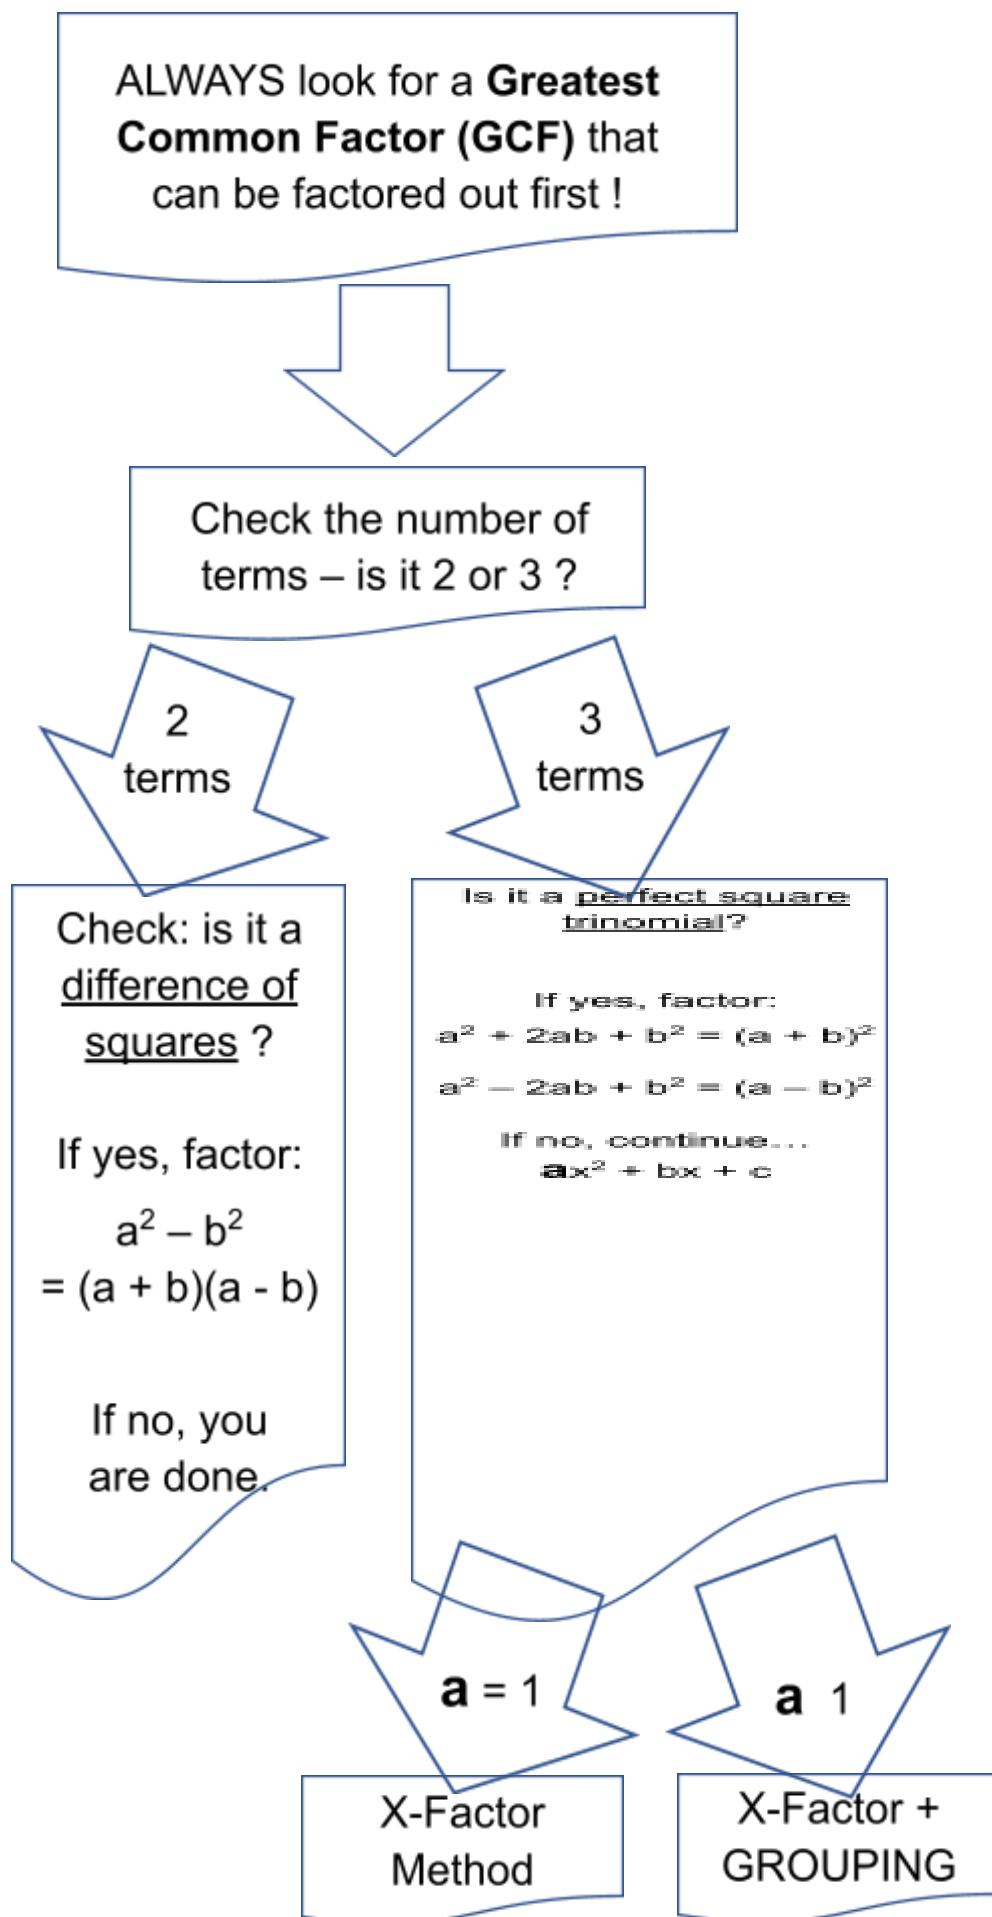 ALWAYS look for a Greatest
Common Factor (GCF) that
can be factored out first !
Check the number of
terms – is it 2 or 3 ?
2
terms
3
terms
Check: is it a
difference of
squares ?
If yes, factor:
a² – b²
= (a + b)(a - b)
If no, you
are done.
Is it a perfect square
trinomial?
If yes, factor:
a² + 2ab + b² = (a + b)²
a² – 2ab + b² = (a – b)²
If no, continue…
ax² + bx + c
a = 1
a 1
X-Factor
Method
X-Factor +
GROUPING